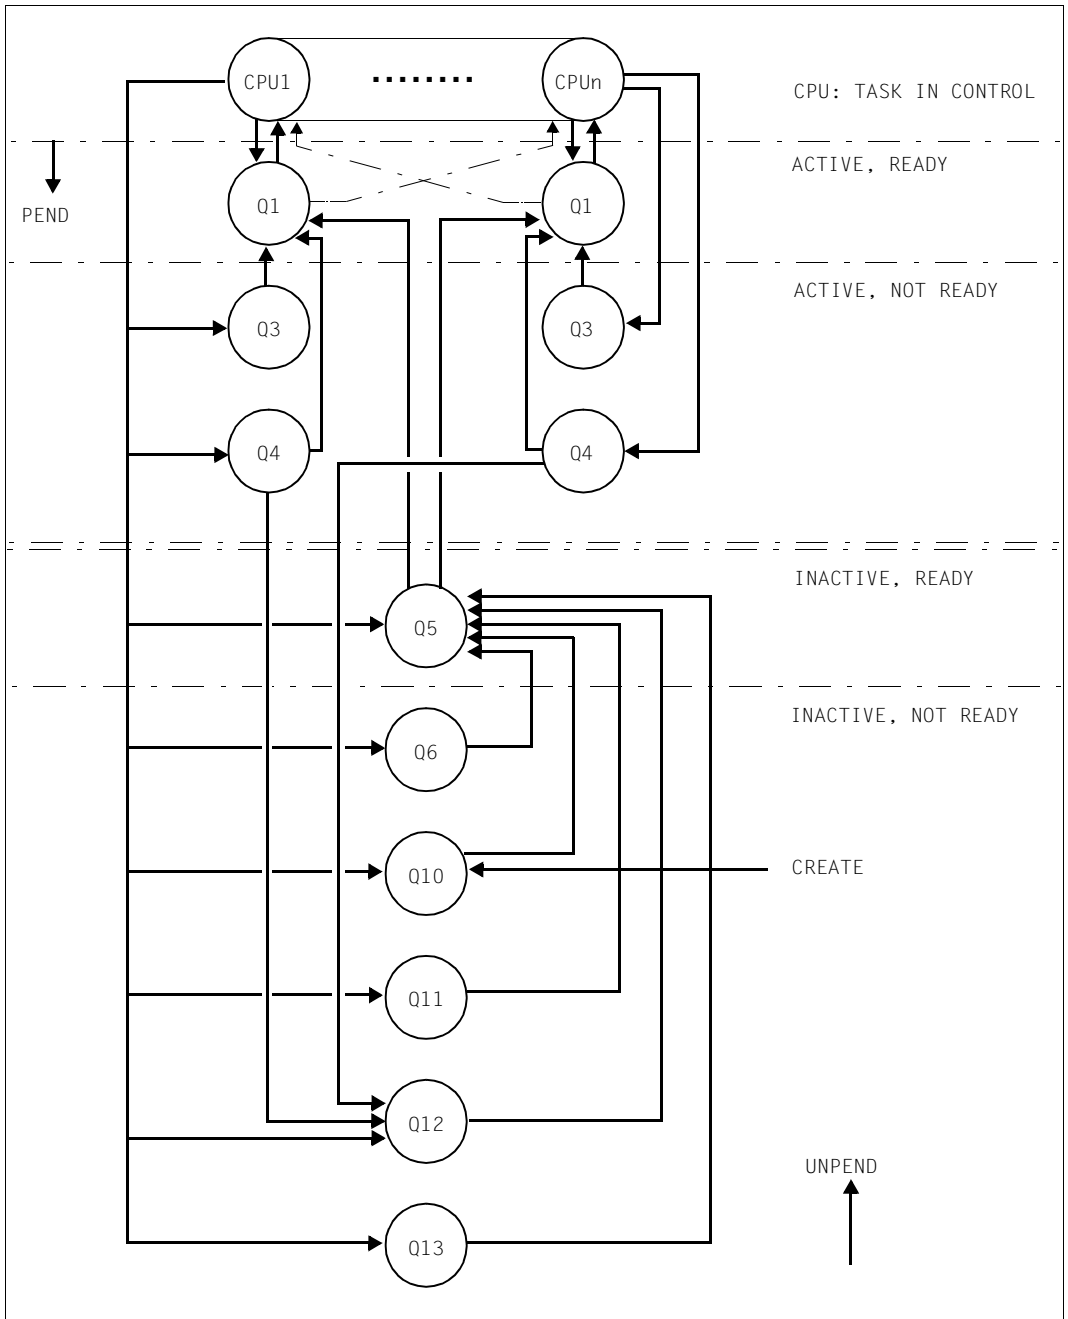 CPU1
CPUn
CPU: TASK IN CONTROL
ACTIVE, READY
PEND
Q1
Q1
ACTIVE, NOT READY
Q3
Q3
Q4
Q4
INACTIVE, READY
Q5
INACTIVE, NOT READY
Q6
Q10
CREATE
Q11
Q12
UNPEND
Q13